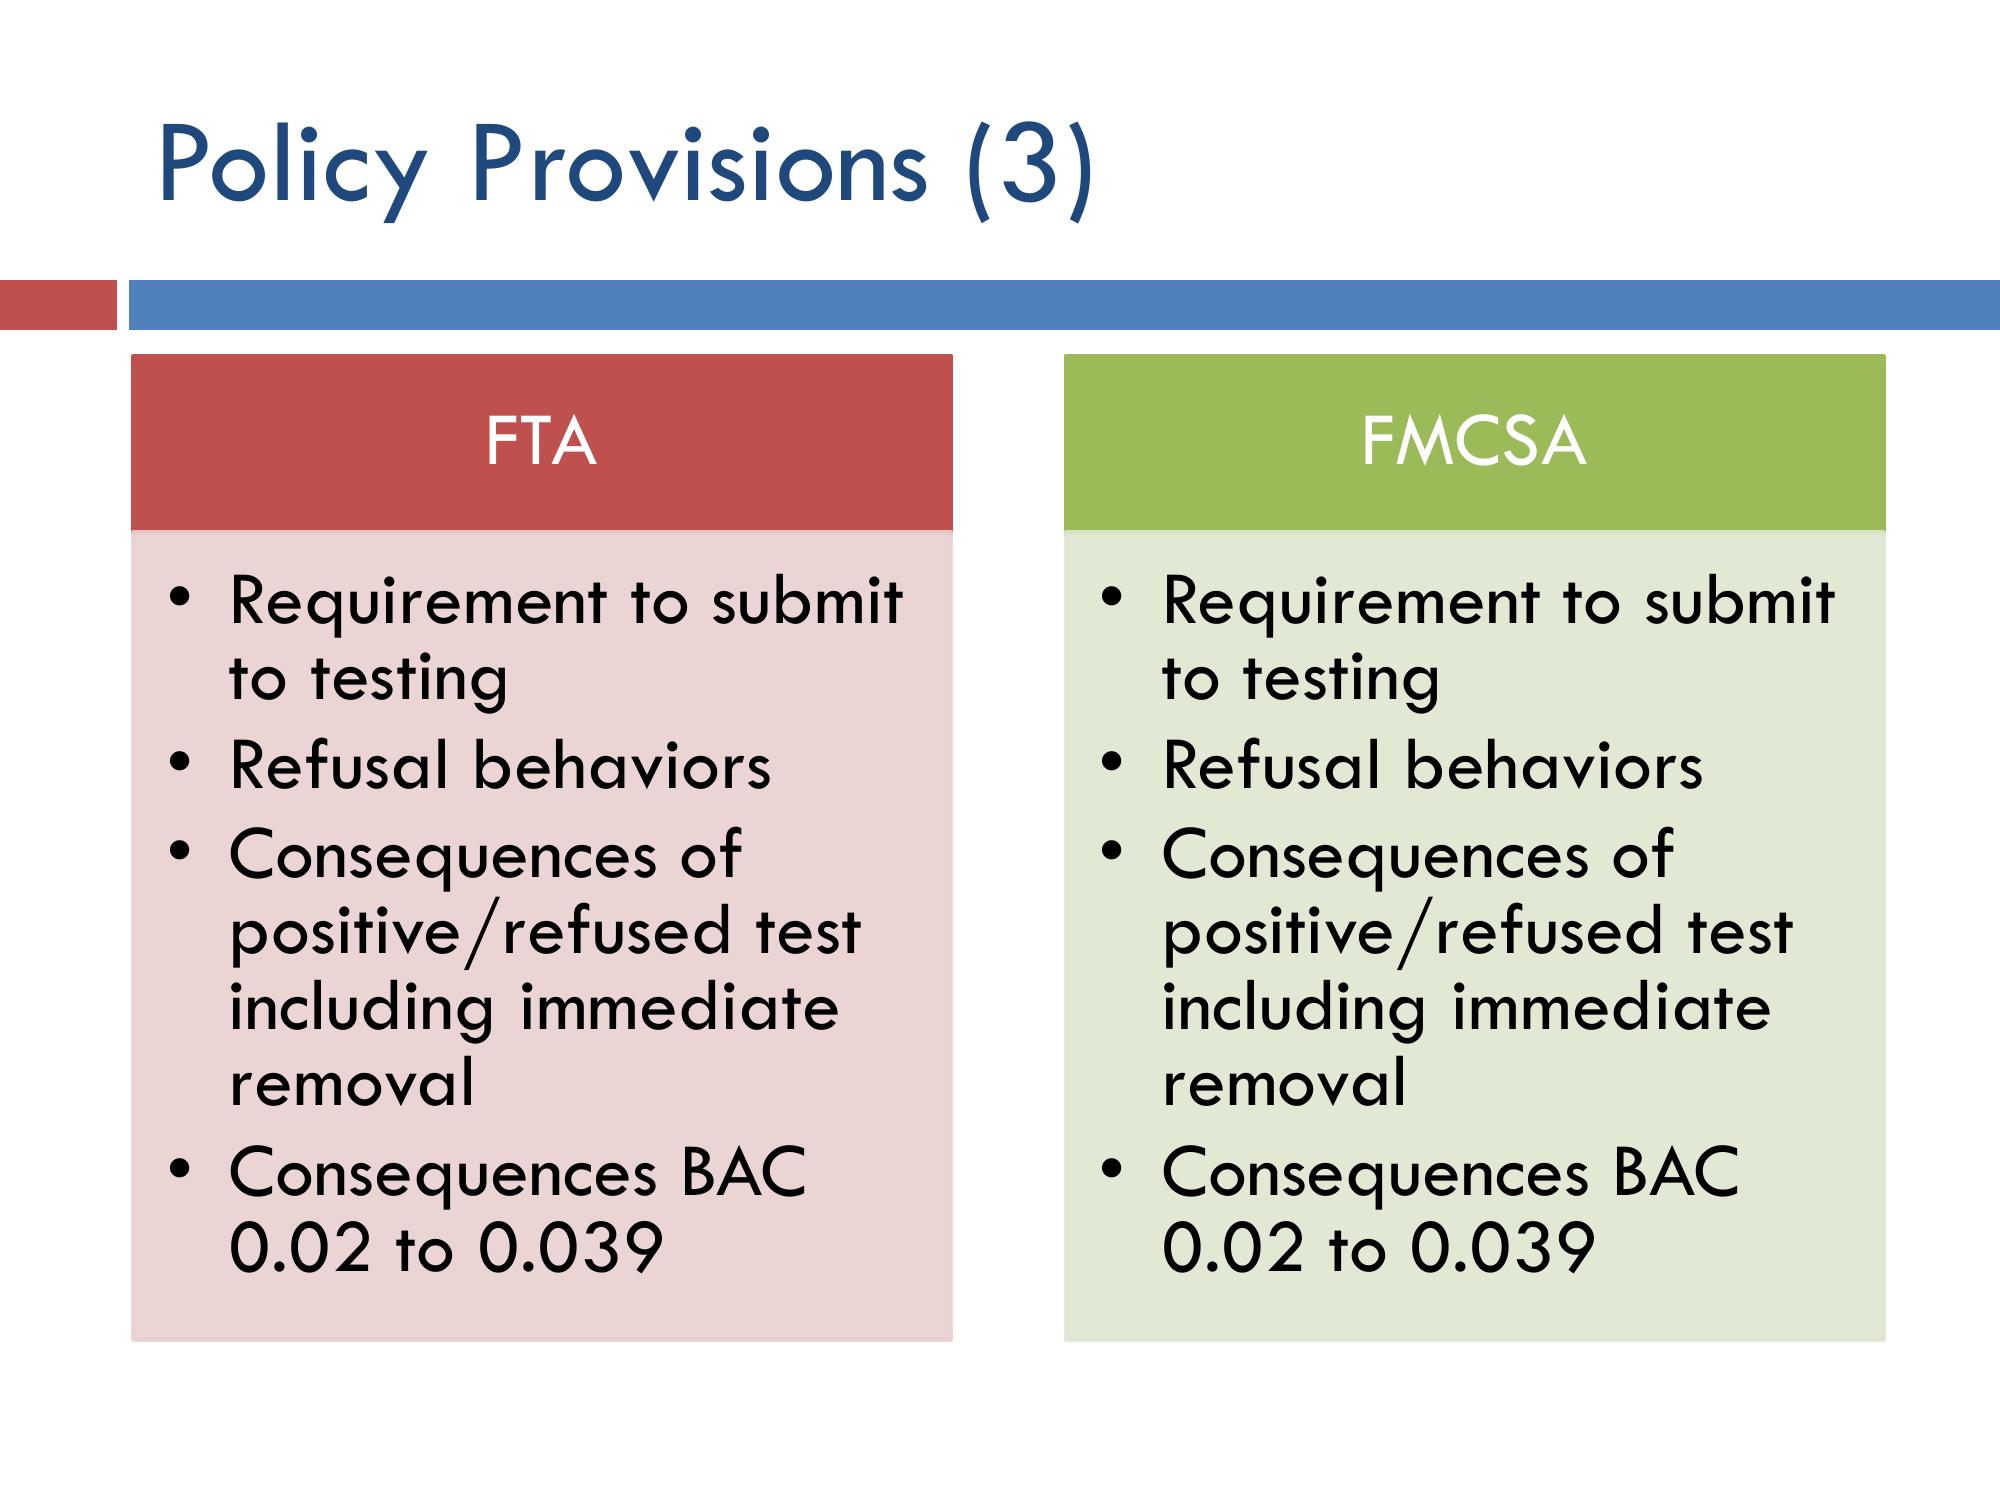 Policy Provisions (3)
FTA
• Requirement to submit
to testing
• Refusal behaviors
• Consequences of
positive/refused test
including immediate
removal
• Consequences BAC
0.02 to 0.039
FMCSA
• Requirement to submit
to testing
• Refusal behaviors
• Consequences of
positive/refused test
including immediate
removal
• Consequences BAC
0.02 to 0.039